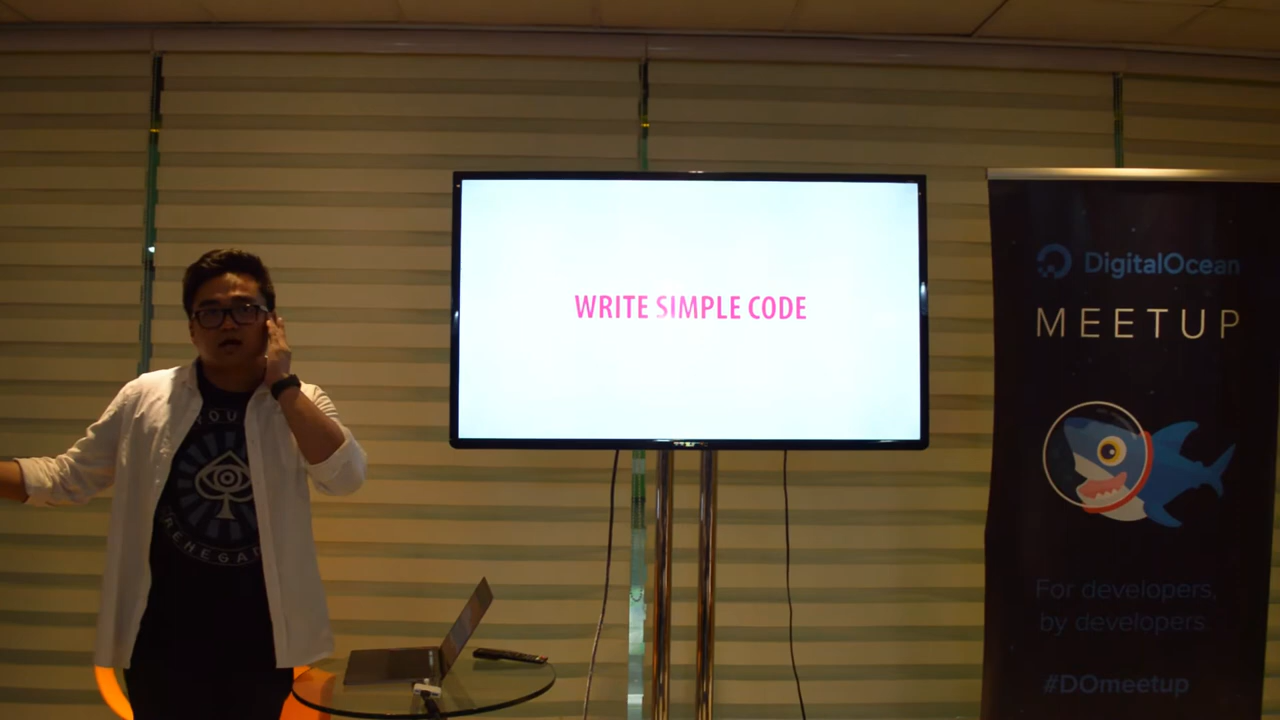 WRITE SIMPLE CODE
DigitalOcean
MEETUP
For developers,
by developers
#DOmeetup